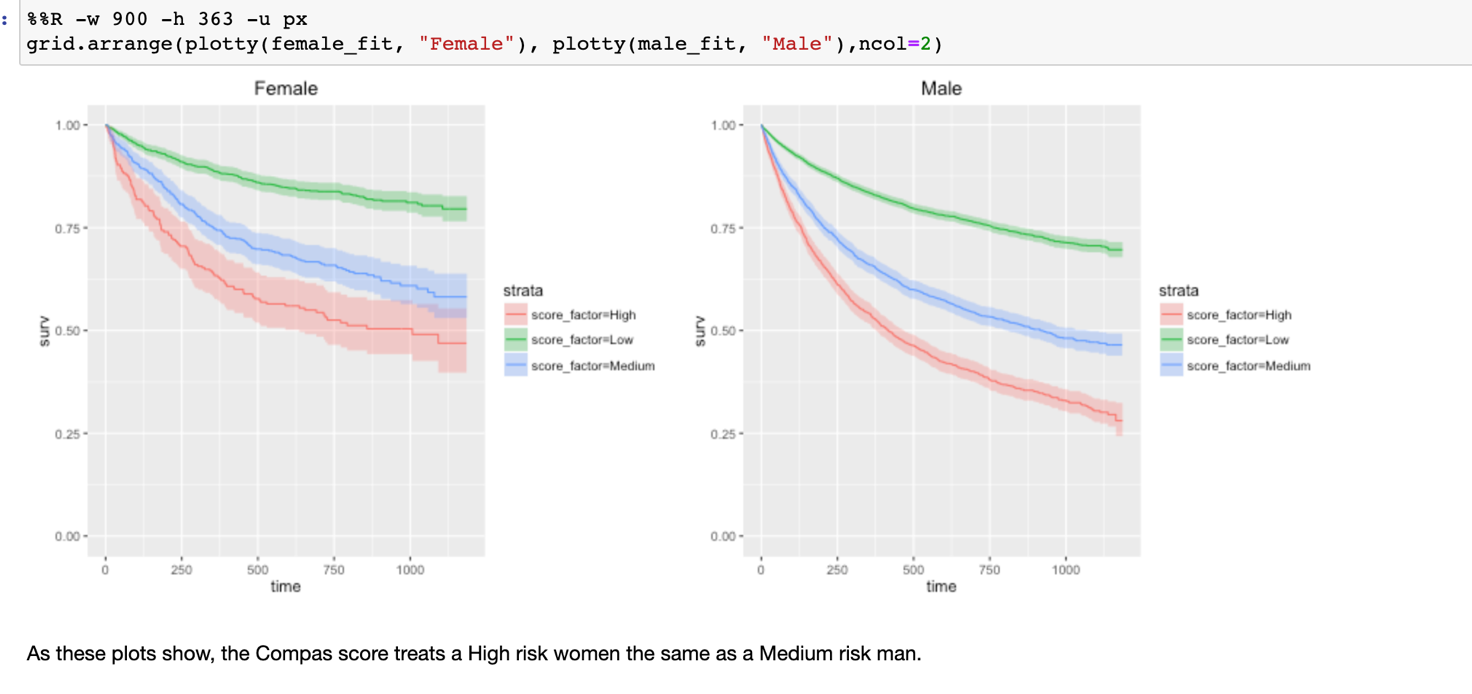 : %%R -w 900 -h 363 -u px
grid.arrange(plotty(female_fit, "Female"), plotty(male_fit, "Male"),ncol=2)
Female
1.00
0.75
0.50
0.25
0.00
surv
0 250 500 750 1000
time
strata
score_factor=High
score_factor=Low
score_factor=Medium
Male
1.00
0.75
0.50
0.25
0.00
surv
0 250 500 750 1000
time
strata
score_factor=High
score_factor=Low
score_factor=Medium
As these plots show, the Compas score treats a High risk women the same as a Medium risk man.